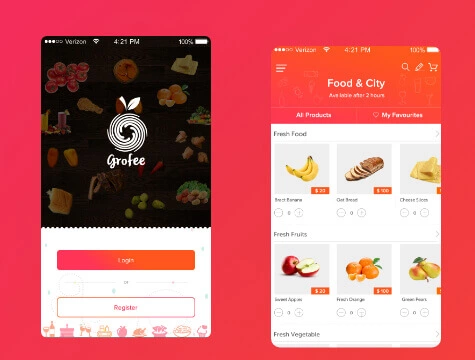 Verizon 4:21 PM 100%
Grofee
Login
OR
Register
Verizon 4:21 PM 100%
Food & City
Available after 2 hours
All Products
My Favourites
Fresh Food
$ 20
$ 100
Brest Banana
Oat Bread
Cheese Slices
0
0
0
Fresh Fruits
$ 20
$ 100
Sweet Apples
Fresh Orange
Green Pears
0
0
0
Fresh Vegetable